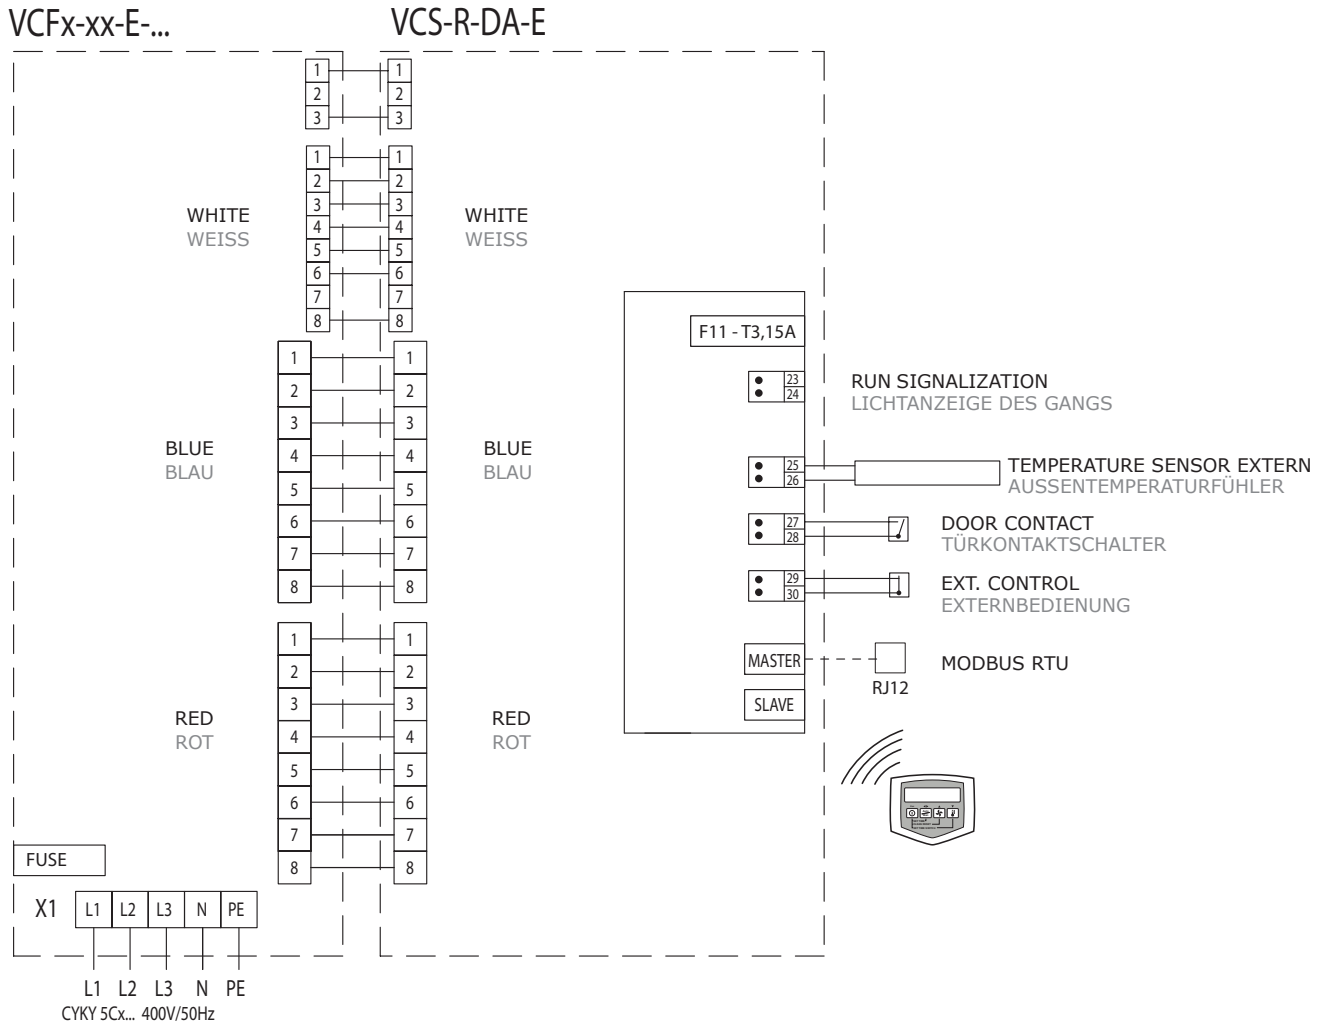 VCFx-xx-E-...
VCS-R-DA-E
1 1
2 2
3 3
1 1
2 2
3 3
4 4
5 5
6 6
7 7
8 8
WHITE
WEISS
WHITE
WEISS
1 1
2 2
3 3
4 4
5 5
6 6
7 7
8 8
BLUE
BLAU
BLUE
BLAU
1 1
2 2
3 3
4 4
5 5
6 6
7 7
8 8
RED
ROT
RED
ROT
F11 - T3,15A
23
24
RUN SIGNALIZATION
LICHTANZEIGE DES GANGS
25
26
TEMPERATURE SENSOR EXTERN
AUSSENTEMPERATURFÜHLER
27
28
DOOR CONTACT
TÜRKONTAKTSCHALTER
29
30
EXT. CONTROL
EXTERNBEDIENUNG
MASTER
RJ12
MODBUS RTU
SLAVE
FUSE
X1 L1 L2 L3 N PE
L1 L2 L3 N PE
CYKY 5Cx... 400V/50Hz